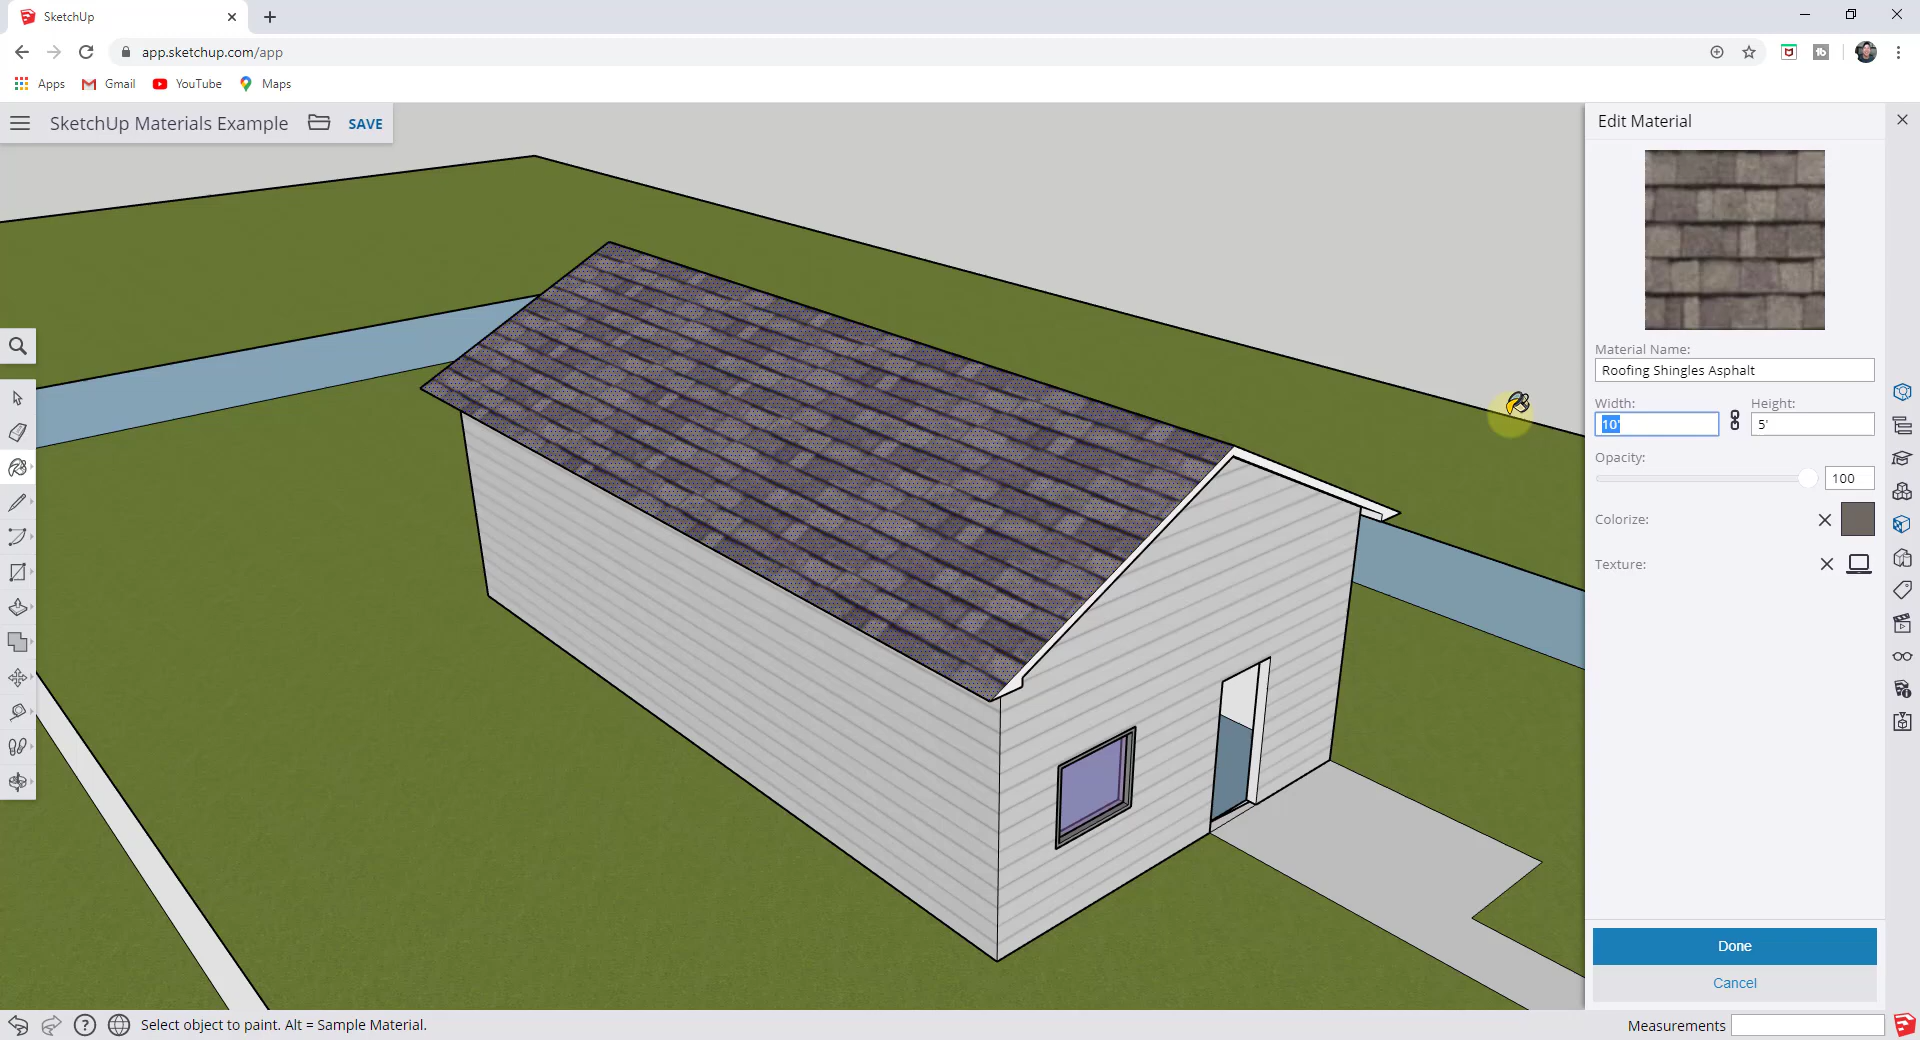 SketchUp
app.sketchup.com/app
Apps Gmail YouTube Maps
SketchUp Materials Example SAVE
Edit Material
Material Name:
Roofing Shingles Asphalt
Width: Height:
10' 5'
Opacity:
100
Colorize:
Texture:
Done
Cancel
Select object to paint. Alt = Sample Material.
Measurements